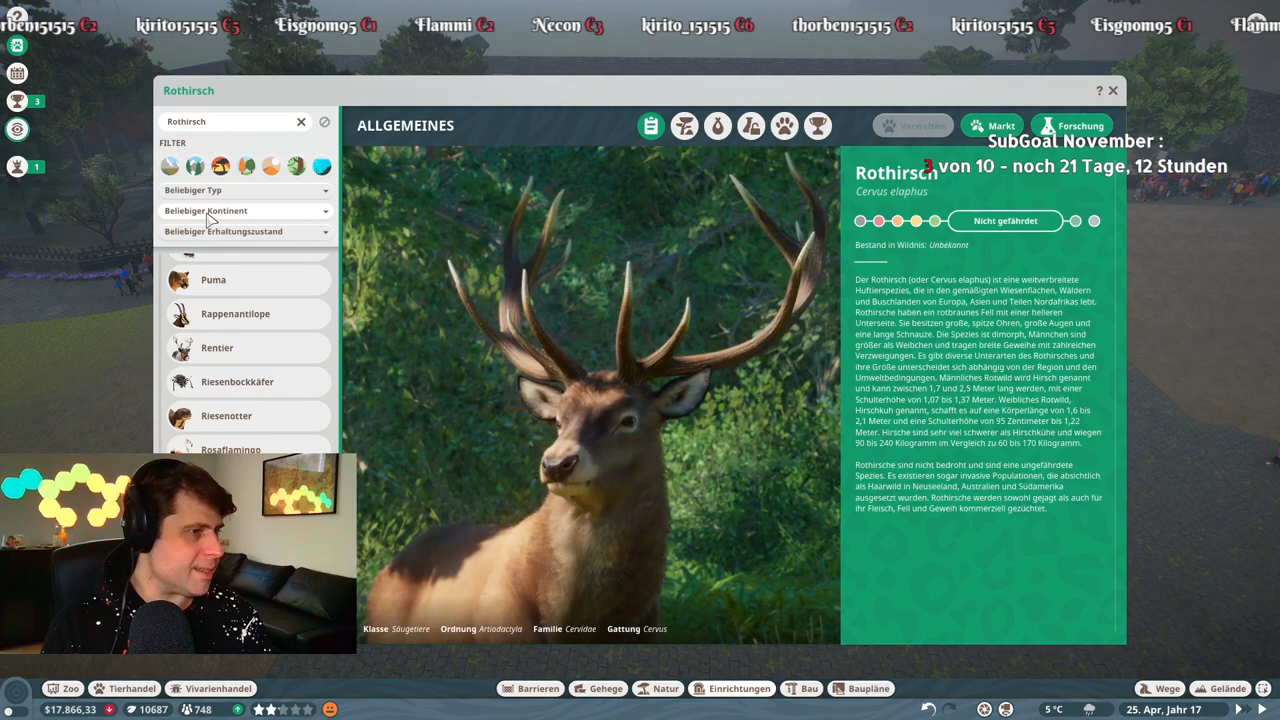 rben151515 €2 kirito151515 €5 Eisgnom95 €1 Flammi €2 Necon €3 kirito_151515 €6 thorben151515 €2 kirito151515 €5 Eisgnom95 €1 Flamm
Rothirsch
?
Rothirsch
FILTER
Beliebiger Typ
Beliebiger Kontinent
Beliebiger Erhaltungszustand
Puma
Rappenantilope
Rentier
Riesenbockkäfer
Riesenotter
Rosaflamingo
3
1
ALLGEMEINES
Verwalten
Markt
Forschung
SubGoal November :
3 von 10 - noch 21 Tage, 12 Stunden
Rothirsch
Cervus elaphus
Nicht gefährdet
Bestand in Wildnis: Unbekannt
Der Rothirsch (oder Cervus elaphus) ist eine weitverbreitete
Huftierspezies, die in den gemäßigten Wiesenflächen, Wäldern
und Buschlanden von Europa, Asien und Teilen Nordafrikas lebt.
Rothirsche haben ein rotbraunes Fell mit einer helleren
Unterseite. Sie besitzen große, spitze Ohren, große Augen und
eine lange Schnauze. Die Spezies ist dimorph, Männchen sind
größer als Weibchen und tragen breite Geweihe mit zahlreichen
Verzweigungen. Es gibt diverse Unterarten des Rothirsches und
ihre Größe unterscheidet sich abhängig von der Region und den
Umweltbedingungen. Männliches Rotwild wird Hirsch genannt
und kann zwischen 1,7 und 2,5 Meter lang werden, mit einer
Schulterhöhe von 1,07 bis 1,37 Meter. Weibliches Rotwild,
Hirschkuh genannt, schafft es auf eine Körperlänge von 1,6 bis
2,1 Meter und eine Schulterhöhe von 95 Zentimeter bis 1,22
Meter. Hirsche sind sehr viel schwerer als Hirschkühe und wiegen
90 bis 240 Kilogramm im Vergleich zu 60 bis 170 Kilogramm.
Rothirsche sind nicht bedroht und sind eine ungefährdete
Spezies. Es existieren sogar invasive Populationen, die absichtlich
als Haarwild in Neuseeland, Australien und Südamerika
ausgesetzt wurden. Rothirsche werden sowohl gejagt als auch für
ihr Fleisch, Fell und Geweih kommerziell gezüchtet.
Klasse Säugetiere Ordnung Artiodactyla Familie Cervidae Gattung Cervus
Zoo Tierhandel Vivarienhandel Barrieren Gehege Natur Einrichtungen Bau Baupläne Wege Gelände
$17.866,33 10687 748 5 °C 25. Apr, Jahr 17